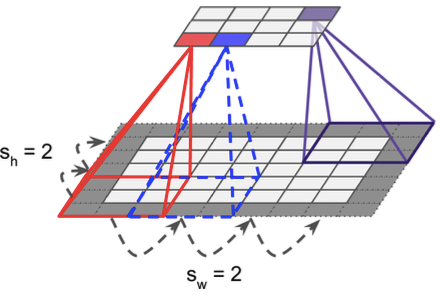 s_h = 2
s_w = 2